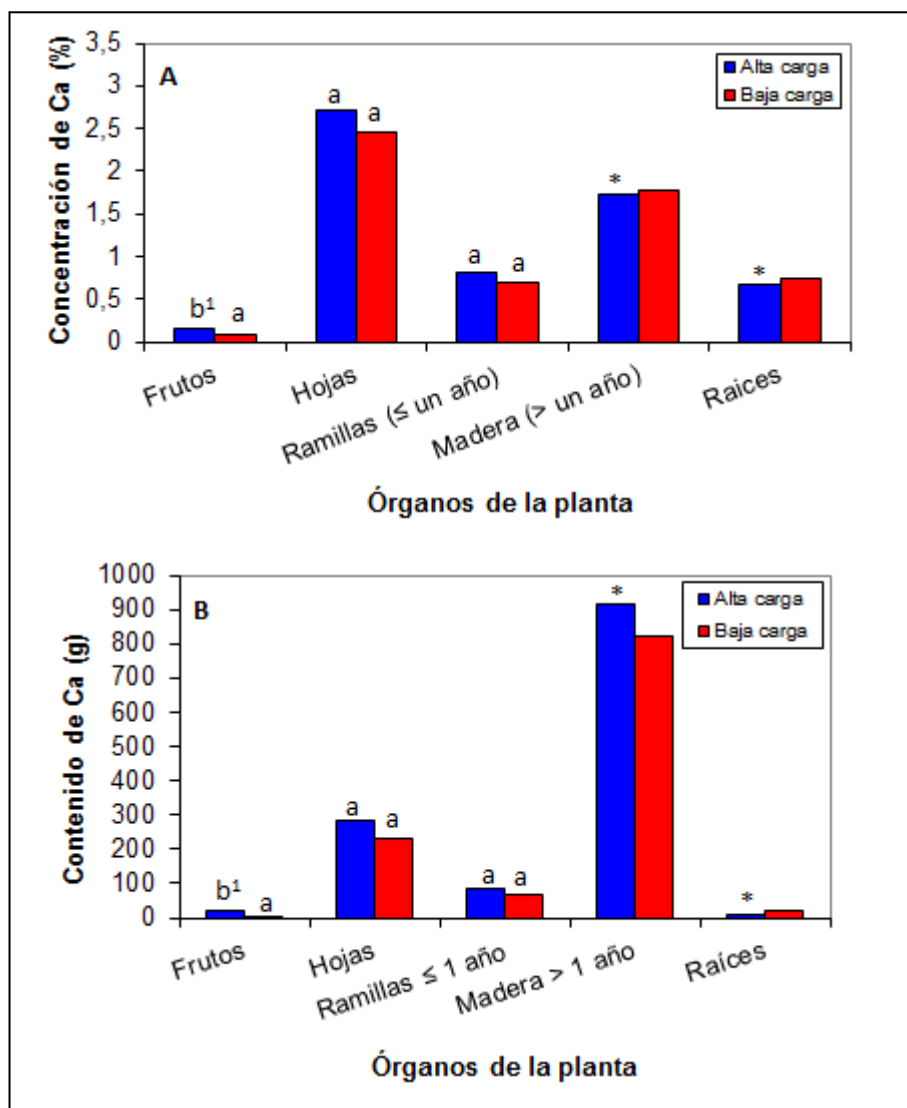 A
Concentración de Ca (%)
3,5
3
2,5
2
1,5
1
0,5
0
Alta carga
Baja carga
b¹ a
a a
a a
*
*
Frutos
Hojas
Ramillas (≤ un año)
Madera (> un año)
Raices
Órganos de la planta
B
Contenido de Ca (g)
1000
900
800
700
600
500
400
300
200
100
0
Alta carga
Baja carga
b¹ a
a a
a a
*
*
Frutos
Hojas
Ramillas ≤ 1 año
Madera > 1 año
Raíces
Órganos de la planta